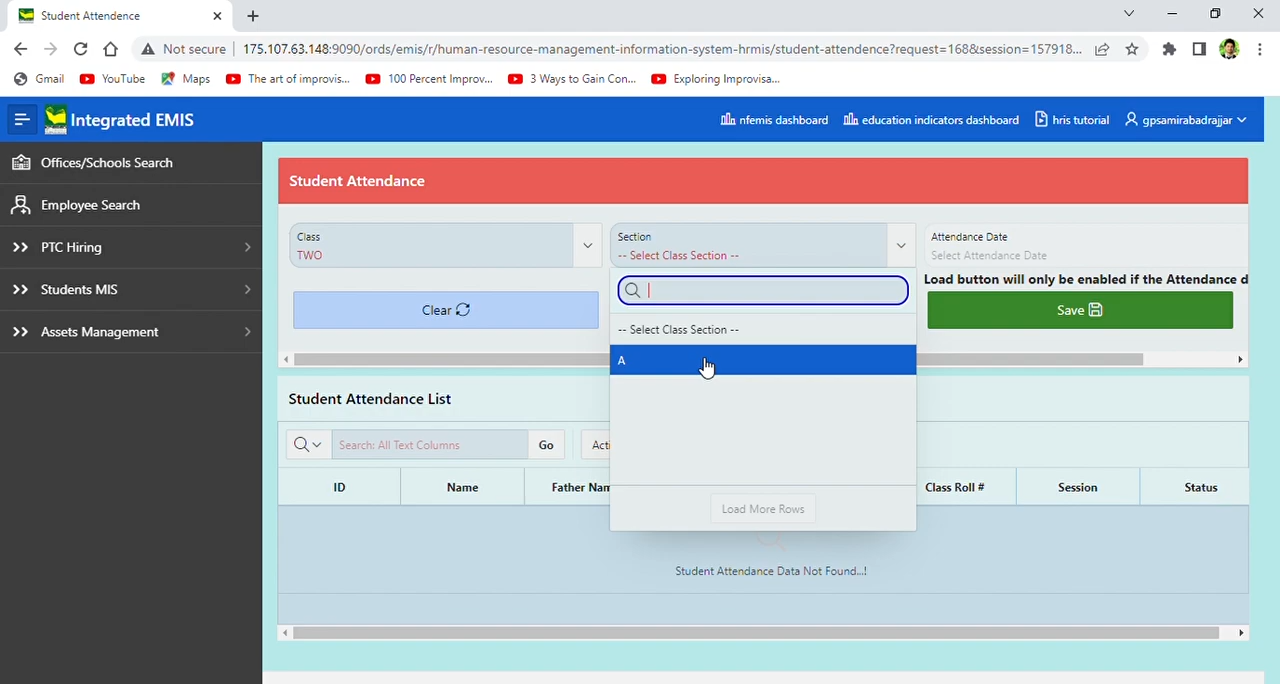 Student Attendence
Not secure
175.107.63.148:9090/ords/emis/r/human-resource-management-information-system-hrmis/student-attendence?request=168&session=157918...
Gmail
YouTube
Maps
The art of improvis...
100 Percent Improv...
3 Ways to Gain Con...
Exploring Improvisa...
Integrated EMIS
nfemis dashboard
education indicators dashboard
hris tutorial
gpsamirabadrajjar
Offices/Schools Search
Employee Search
PTC Hiring
Students MIS
Assets Management
Student Attendance
Class
TWO
Section
-- Select Class Section --
Attendance Date
Select Attendance Date
Load button will only be enabled if the Attendance d
Clear
Save
-- Select Class Section --
A
Load More Rows
Student Attendance List
Search: All Text Columns
Go
Acti
ID
Name
Father Nam
Class Roll #
Session
Status
Student Attendance Data Not Found...!